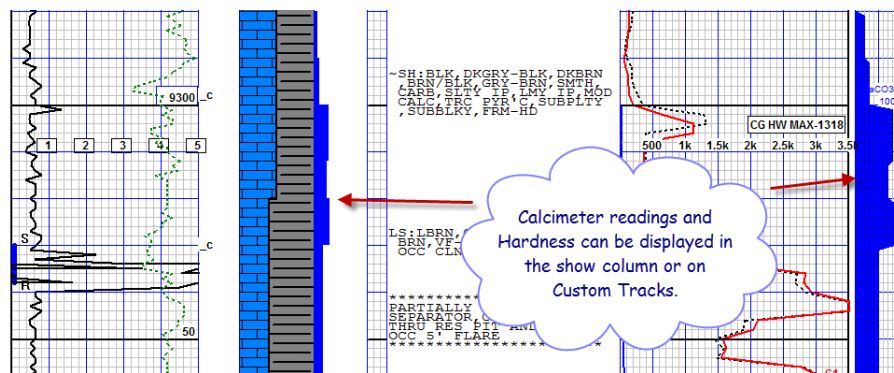 9300
_c
1 2 3 4 5
S
_c
R
50
~SH:BLK,DKGRY-BLK,DKBRN
BRN/BLK,GRY-BRN,SMTH,
CARB,SLTY IP,LMY IP,MOD
CALC,TRC PYR'C,SUBPLTY
,SUBBLKY,FRM-HD
LS:LBRN,
BRN,VF-
OCC CLN
PARTIALLY
SEPARATOR,
THRU RES PIT AND
OCC 5' FLARE
CG HW MAX-1318
500 1k 1.5k 2k 2.5k 3k 3.5k
Calcimeter readings and
Hardness can be displayed in
the show column or on
Custom Tracks.
aCO3
100
C1